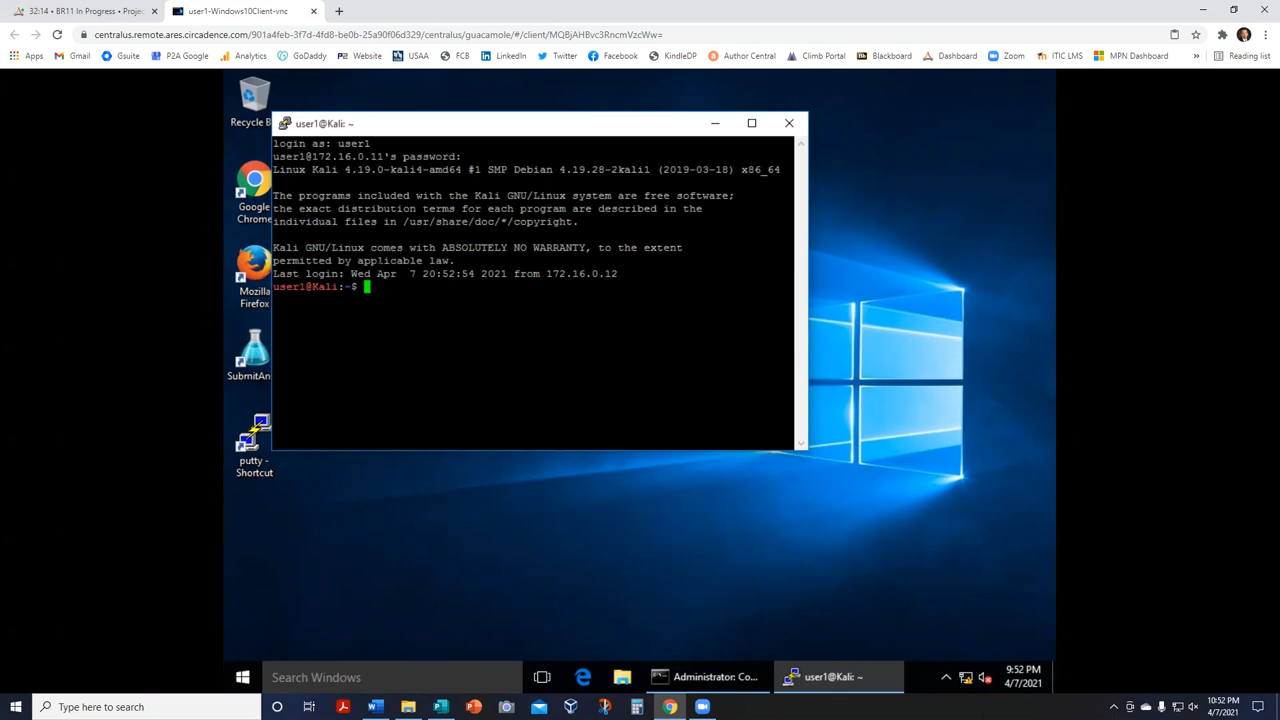 32:14 / BR11 In Progress • Projec
user1-Windows10Client-vnc
centralus.remote.ares.circadence.com/901a4feb-3f7d-4fd8-be0b-25a90f06d329/centralus/guacamole/#/client/MQBjAHBvc3RncmVzcWw=
Apps
Gmail
Gsuite
P2A Google
Analytics
GoDaddy
Website
USAA
FCB
LinkedIn
Twitter
Facebook
KindleDP
Author Central
Climb Portal
Blackboard
Dashboard
Zoom
ITIC LMS
MPN Dashboard
»
Reading list
Recycle B
Google
Chrome
Mozilla
Firefox
SubmitAn
putty -
Shortcut
user1@Kali: ~
login as: user1
user1@172.16.0.11's password:
Linux Kali 4.19.0-kali4-amd64 #1 SMP Debian 4.19.28-2kali1 (2019-03-18) x86_64
The programs included with the Kali GNU/Linux system are free software;
the exact distribution terms for each program are described in the
individual files in /usr/share/doc/*/copyright.
Kali GNU/Linux comes with ABSOLUTELY NO WARRANTY, to the extent
permitted by applicable law.
Last login: Wed Apr  7 20:52:54 2021 from 172.16.0.12
user1@Kali:~$
Search Windows
Administrator: Co...
user1@Kali: ~
9:52 PM
4/7/2021
Type here to search
10:52 PM
4/7/2021